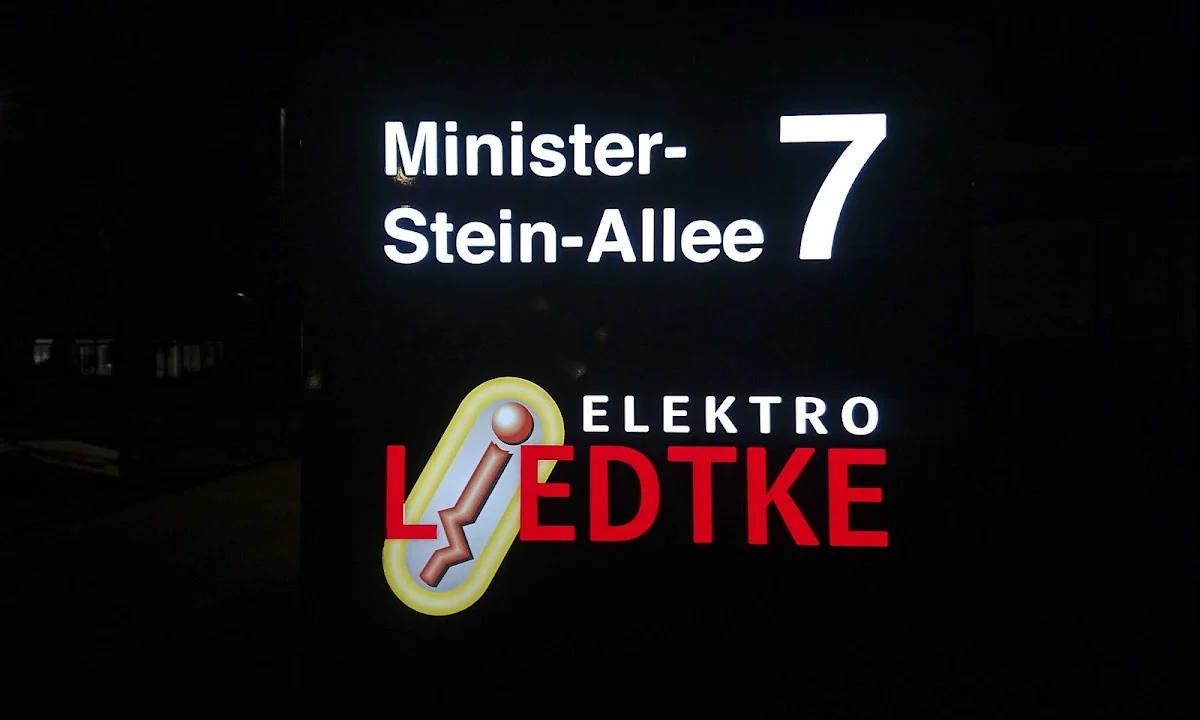 Minister-
Stein-Allee 7
ELEKTRO
LIEDTKE